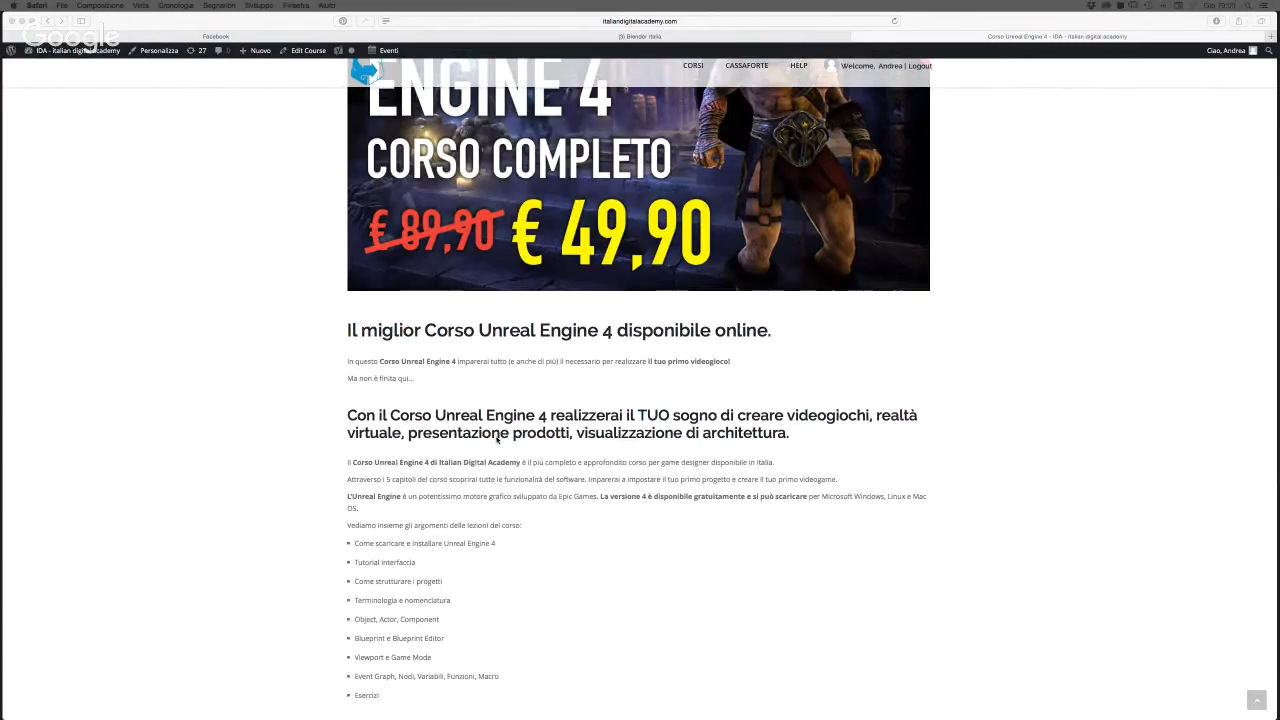 Safari File Composizione Vista Cronologia Segnalibri Sviluppo Finestra Aiuto
Google
italiandigitalacademy.com
Facebook
(3) Blender Italia
Corso Unreal Engine 4 - IDA - italian digital academy
IDA - italian digital academy Personalizza 27 Nuovo Edit Course Eventi
Ciao, Andrea
CORSI CASSAFORTE HELP Welcome, Andrea | Logout
ENGINE 4
CORSO COMPLETO
€ 89,90 € 49,90
Il miglior Corso Unreal Engine 4 disponibile online.
In questo Corso Unreal Engine 4 imparerai tutto (e anche di più) il necessario per realizzare il tuo primo videogioco!
Ma non è finita qui...
Con il Corso Unreal Engine 4 realizzerai il TUO sogno di creare videogiochi, realtà
virtuale, presentazione prodotti, visualizzazione di architettura.
Il Corso Unreal Engine 4 di Italian Digital Academy è il più completo e approfondito corso per game designer disponibile in Italia.
Attraverso i 5 capitoli del corso scoprirai tutte le funzionalità del software. Imparerai a impostare il tuo primo progetto e creare il tuo primo videogame.
L'Unreal Engine è un potentissimo motore grafico sviluppato da Epic Games. La versione 4 è disponibile gratuitamente e si può scaricare per Microsoft Windows, Linux e Mac
OS.
Vediamo insieme gli argomenti delle lezioni del corso:
Come scaricare e installare Unreal Engine 4
Tutorial interfaccia
Come strutturare i progetti
Terminologia e nomenclatura
Object, Actor, Component
Blueprint e Blueprint Editor
Viewport e Game Mode
Event Graph, Nodi, Variabili, Funzioni, Macro
Esercizi